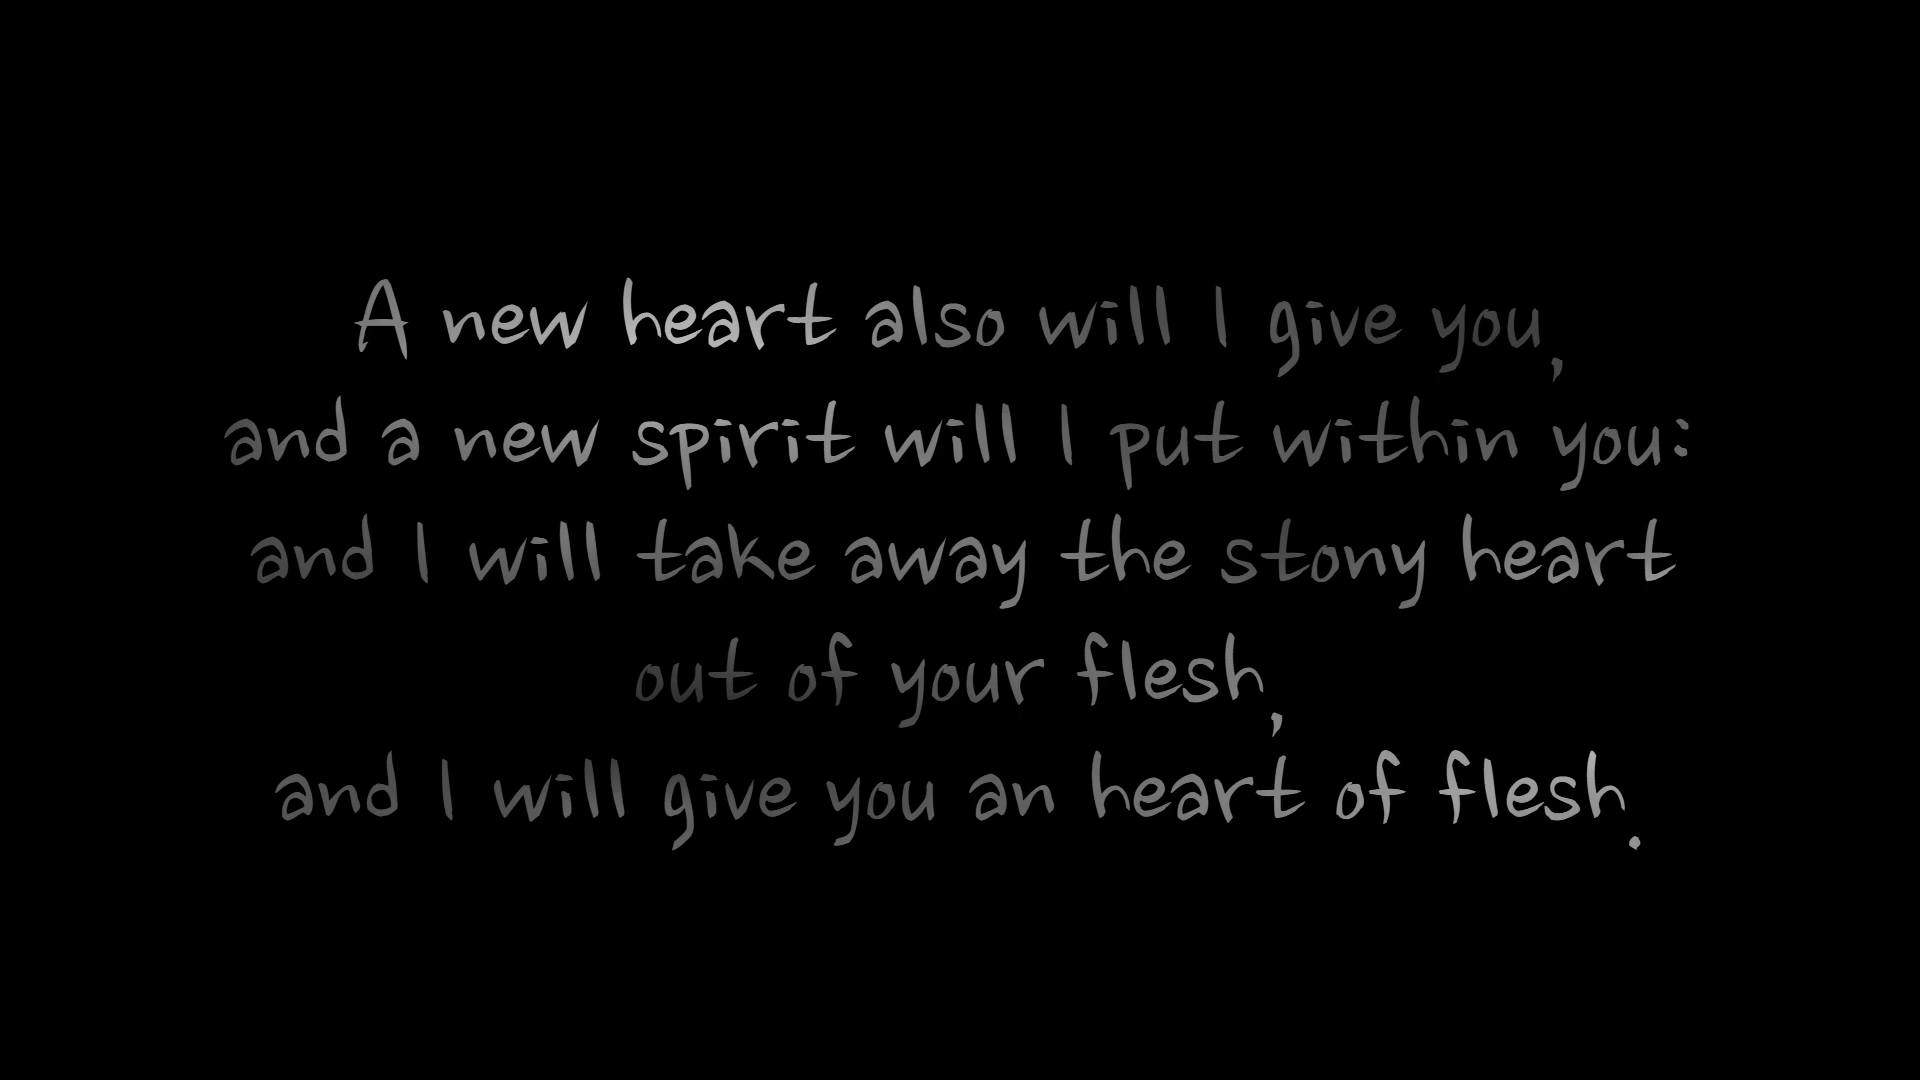 A new heart also will I give you,
and a new spirit will I put within you:
and I will take away the stony heart
out of your flesh,
and I will give you an heart of flesh.